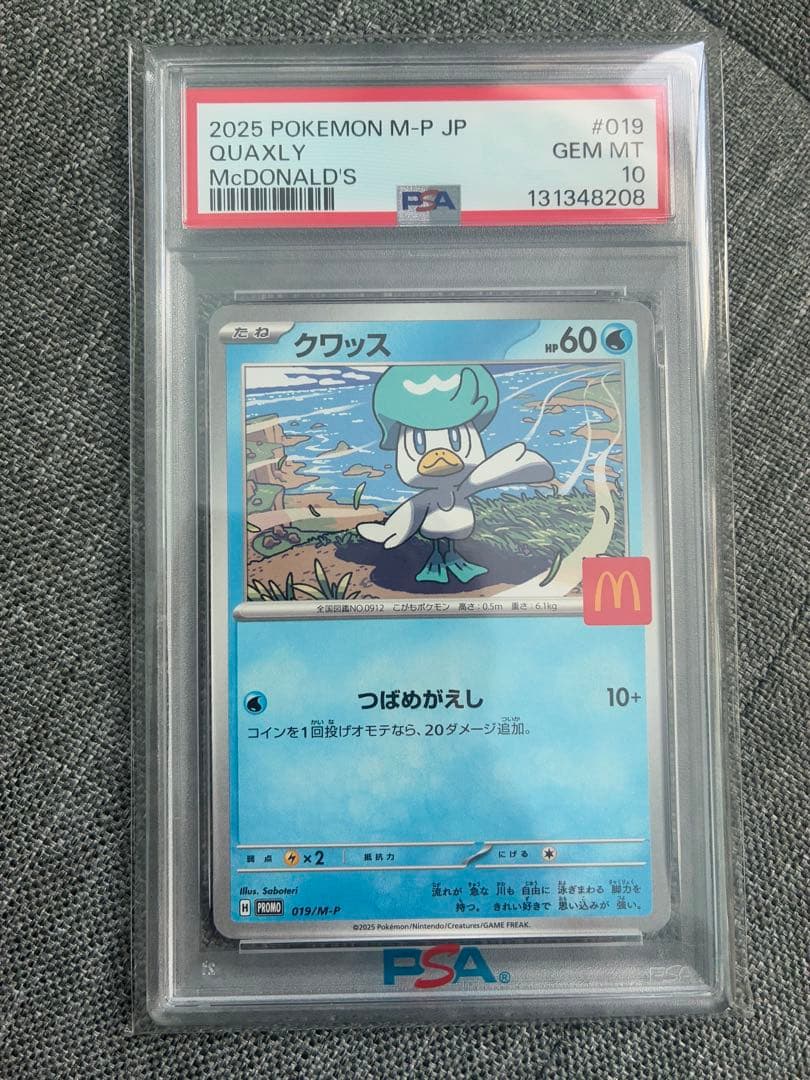 2025 POKEMON M-P JP #019
QUAXLY GEM MT
McDONALD'S 10
PSA 131348208
たね クワッス HP60
M
全国図鑑NO.0912 こがもポケモン 高さ:0.5m 重さ:6.1kg
つばめがえし 10+
コインを1回投げオモテなら、20ダメージ追加。
弱点 ×2 抵抗力 にげる
Illus. Saboteri
流れが 急な 川も 自由に 泳ぎまわる 脚力を
持つ。 きれい好きで 思い込みが 強い。
H PROMO 019/M-P
©2025 Pokémon/Nintendo/Creatures/GAME FREAK.
PSA®